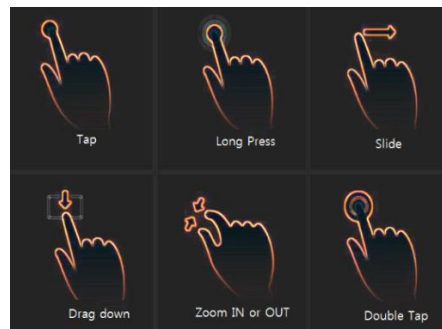 Tap
Long Press
Slide
Drag down
Zoom IN or OUT
Double Tap